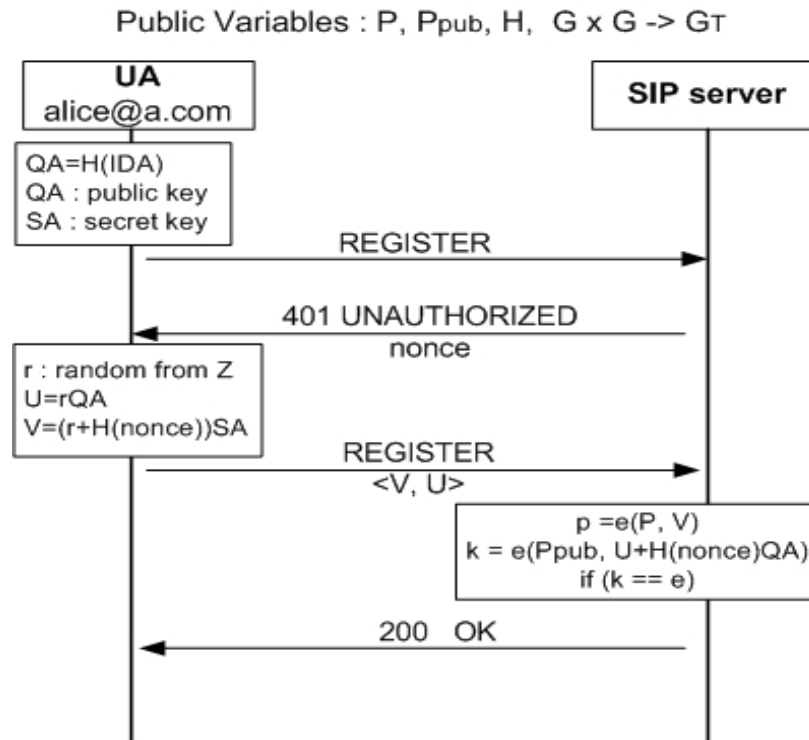 Public Variables : P, Ppub, H, G x G -> GT
UA
alice@a.com
SIP server
QA=H(IDA)
QA : public key
SA : secret key
REGISTER
401 UNAUTHORIZED
nonce
r : random from Z
U=rQA
V=(r+H(nonce))SA
REGISTER
<V, U>
p =e(P, V)
k = e(Ppub, U+H(nonce)QA)
if (k == e)
200 OK